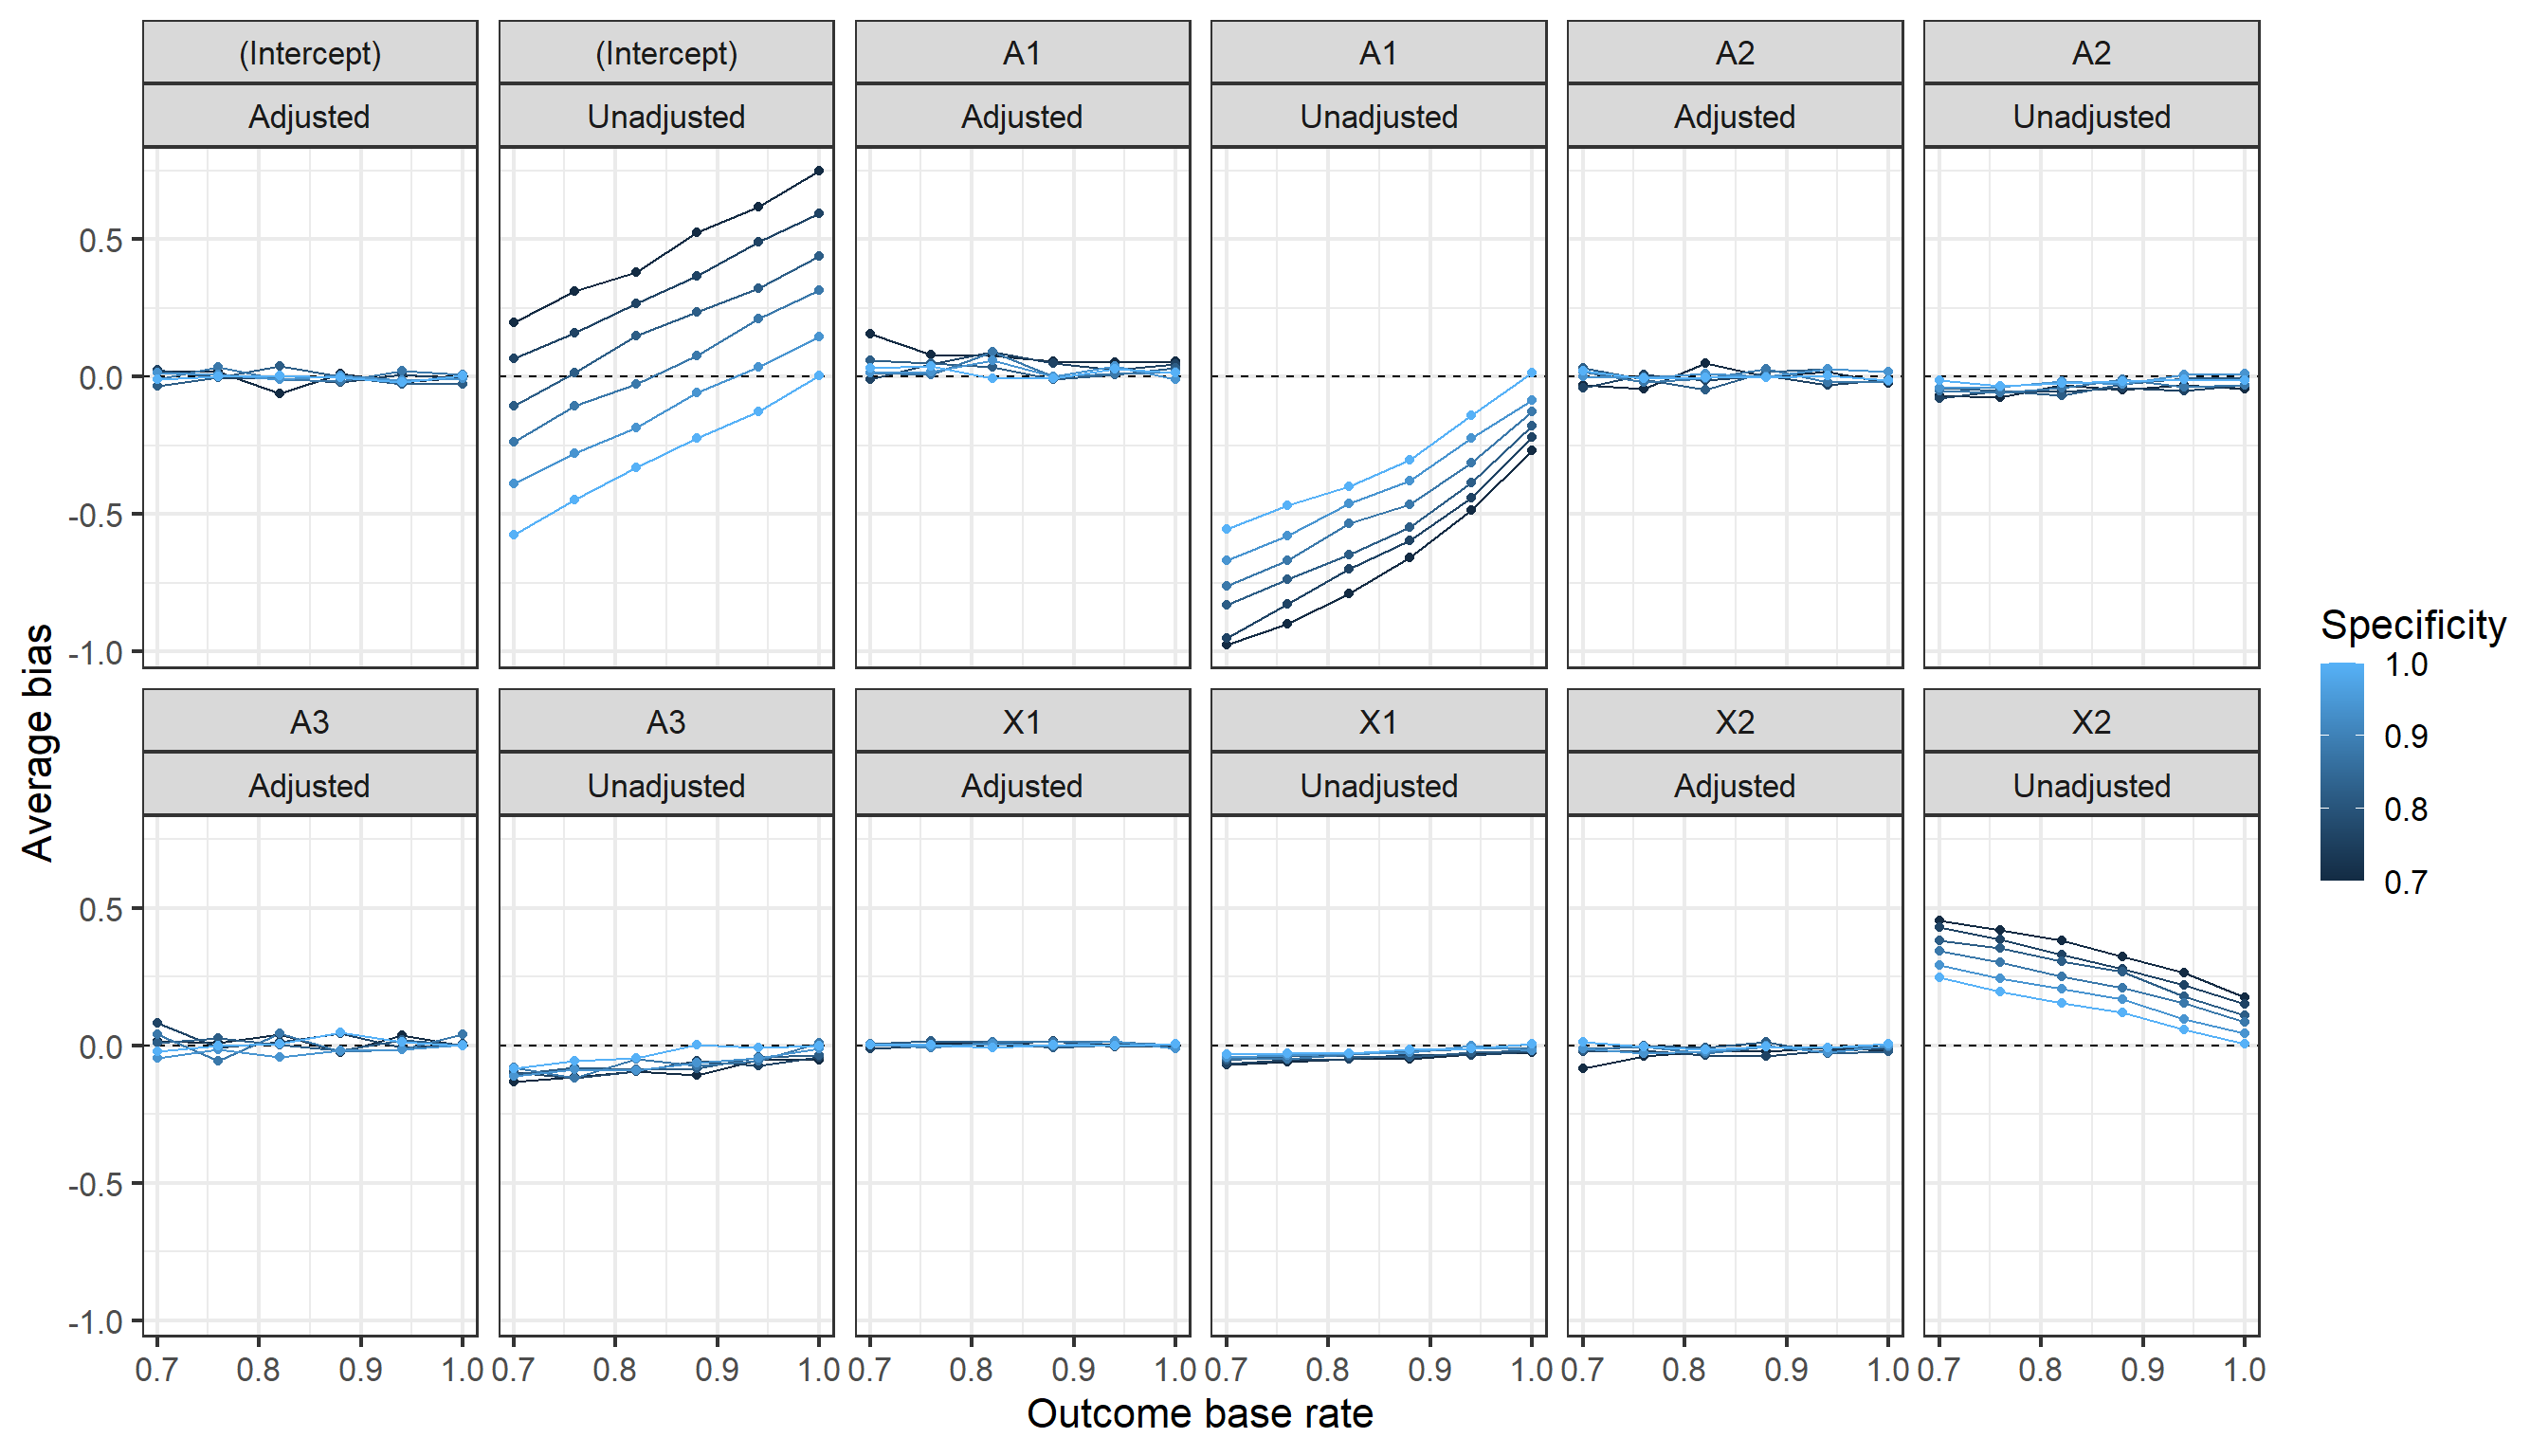 (Intercept) (Intercept) A1 A1 A2 A2
Adjusted Unadjusted Adjusted Unadjusted Adjusted Unadjusted
0.5
0.0
-0.5
-1.0
A3 A3 X1 X1 X2 X2
Adjusted Unadjusted Adjusted Unadjusted Adjusted Unadjusted
0.5
0.0
-0.5
-1.0
0.7 0.8 0.9 1.0 0.7 0.8 0.9 1.0 0.7 0.8 0.9 1.0 0.7 0.8 0.9 1.0 0.7 0.8 0.9 1.0 0.7 0.8 0.9 1.0
Outcome base rate
Average bias
Specificity
1.0
0.9
0.8
0.7